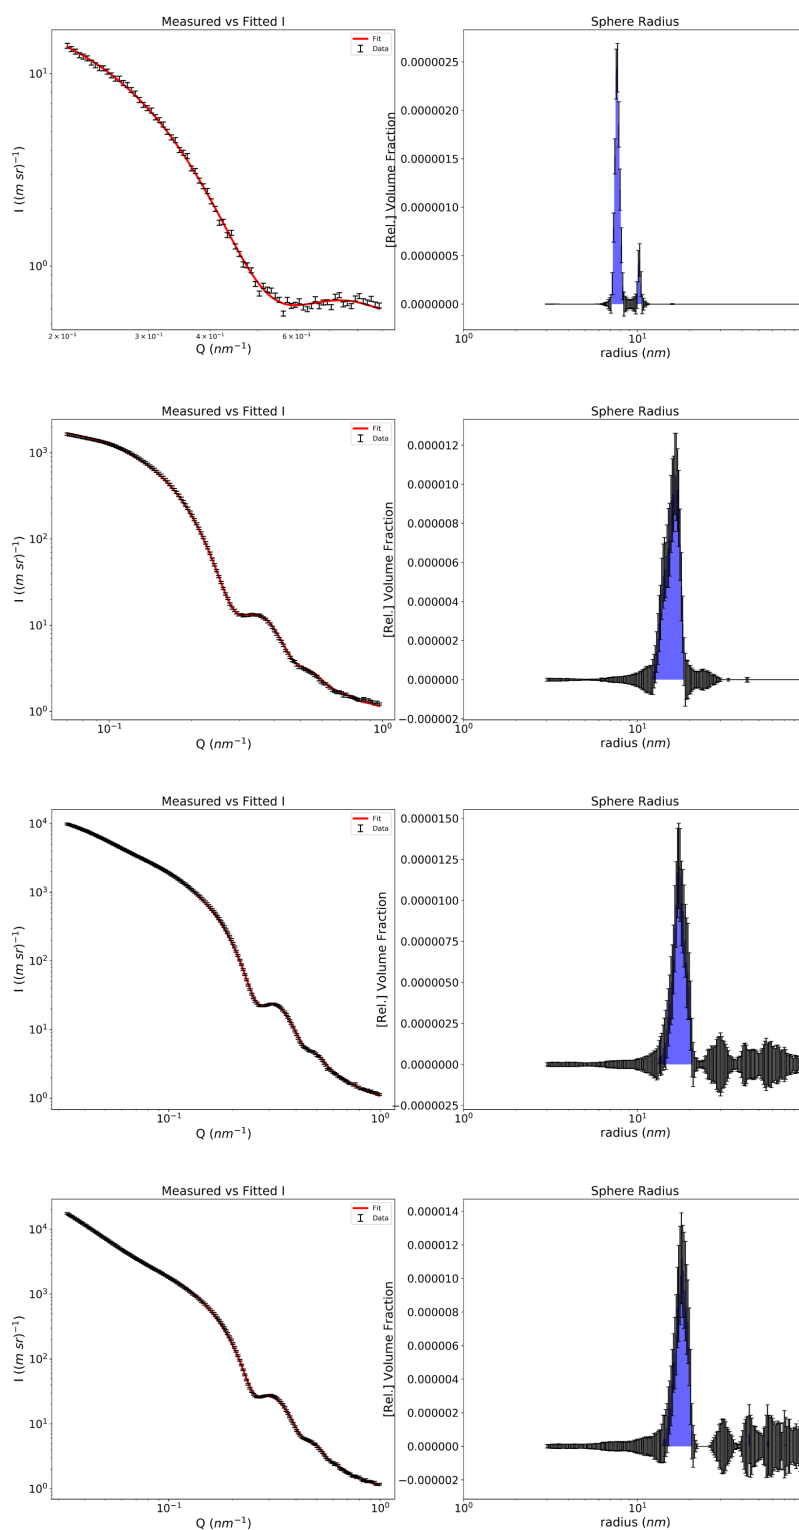 Measured vs Fitted I
Fit
Data
10¹
10⁰
I ((m sr)⁻¹)
2 × 10⁻¹ 3 × 10⁻¹ 4 × 10⁻¹ 6 × 10⁻¹
Q (nm⁻¹)
Sphere Radius
[Rel.] Volume Fraction
0.0000025
0.0000020
0.0000015
0.0000010
0.0000005
0.0000000
10⁰ 10¹
radius (nm)
Measured vs Fitted I
Fit
Data
10³
10²
10¹
10⁰
I ((m sr)⁻¹)
10⁻¹ 10⁰
Q (nm⁻¹)
Sphere Radius
[Rel.] Volume Fraction
0.000012
0.000010
0.000008
0.000006
0.000004
0.000002
0.000000
−0.000002
10⁰ 10¹
radius (nm)
Measured vs Fitted I
Fit
Data
10⁴
10³
10²
10¹
10⁰
I ((m sr)⁻¹)
10⁻¹ 10⁰
Q (nm⁻¹)
Sphere Radius
[Rel.] Volume Fraction
0.0000150
0.0000125
0.0000100
0.0000075
0.0000050
0.0000025
0.0000000
−0.0000025
10⁰ 10¹
radius (nm)
Measured vs Fitted I
Fit
Data
10⁴
10³
10²
10¹
10⁰
I ((m sr)⁻¹)
10⁻¹ 10⁰
Q (nm⁻¹)
Sphere Radius
[Rel.] Volume Fraction
0.000014
0.000012
0.000010
0.000008
0.000006
0.000004
0.000002
0.000000
−0.000002
10⁰ 10¹
radius (nm)